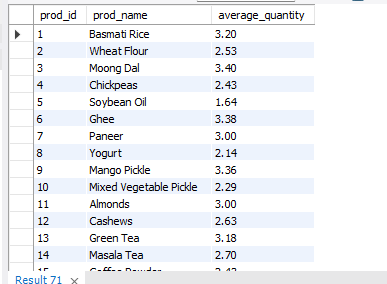 prod_id prod_name average_quantity
1 Basmati Rice 3.20
2 Wheat Flour 2.53
3 Moong Dal 3.40
4 Chickpeas 2.43
5 Soybean Oil 1.64
6 Ghee 3.38
7 Paneer 3.00
8 Yogurt 2.14
9 Mango Pickle 3.36
10 Mixed Vegetable Pickle 2.29
11 Almonds 3.00
12 Cashews 2.63
13 Green Tea 3.18
14 Masala Tea 2.70
15 Coffee Powder
Result 71